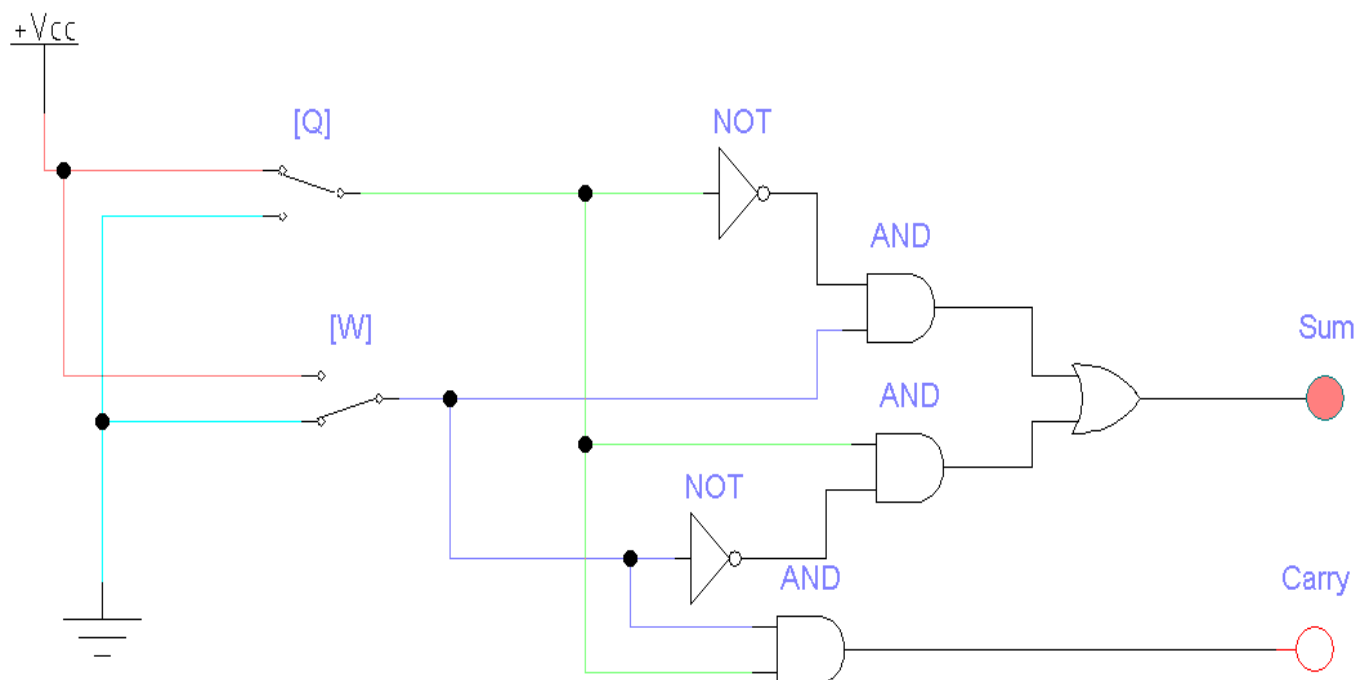 +Vcc
[Q]
NOT
AND
[W]
Sum
AND
NOT
AND
Carry